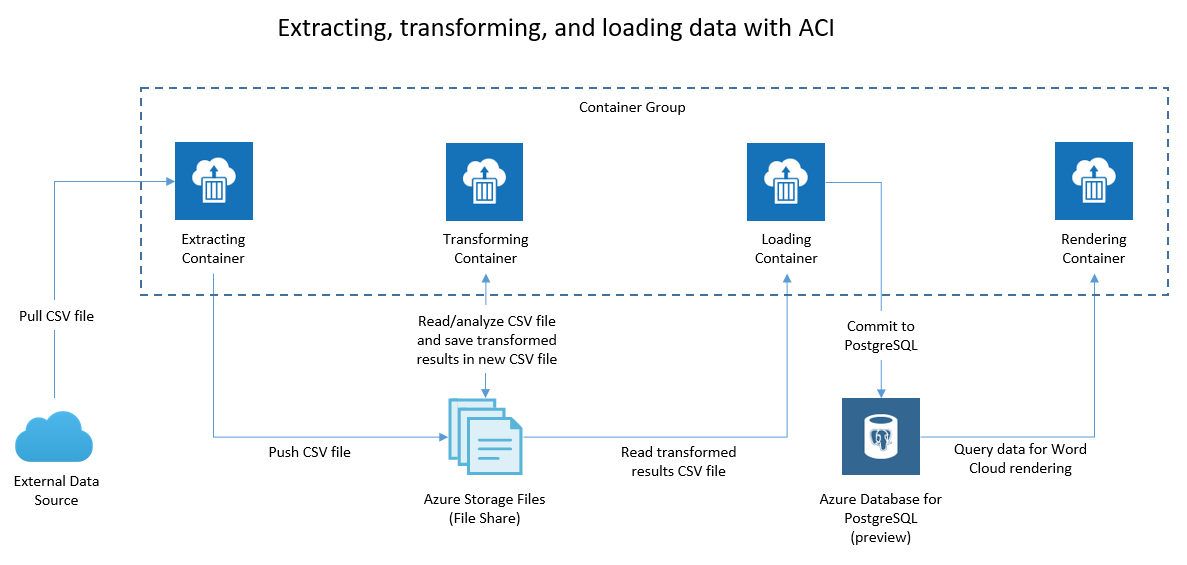 Extracting, transforming, and loading data with ACI
Container Group
Extracting
Container
Transforming
Container
Loading
Container
Rendering
Container
Pull CSV file
Read/analyze CSV file
and save transformed
results in new CSV file
Commit to
PostgreSQL
Push CSV file
Read transformed
results CSV file
Query data for Word
Cloud rendering
External Data
Source
Azure Storage Files
(File Share)
Azure Database for
PostgreSQL
(preview)